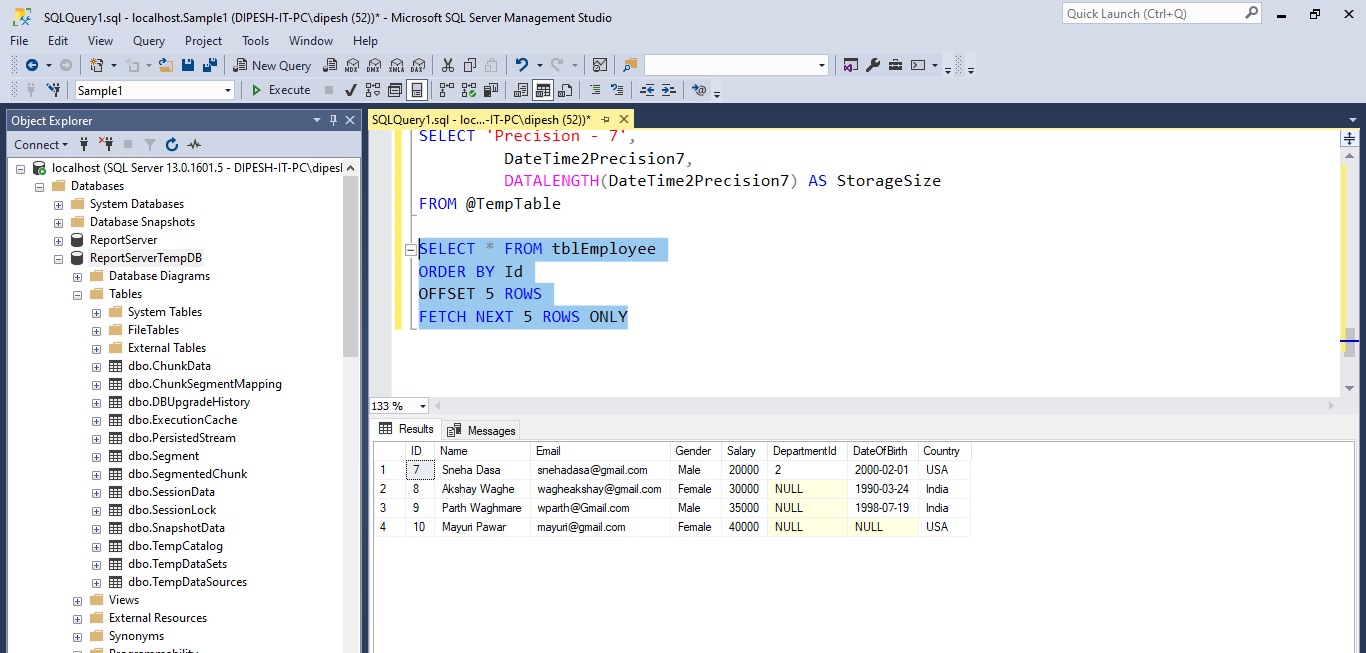 SQLQuery1.sql - localhost.Sample1 (DIPESH-IT-PC\dipesh (52))* - Microsoft SQL Server Management Studio
Quick Launch (Ctrl+Q)
File Edit View Query Project Tools Window Help
New Query MDX DMX XMLA DAX
Sample1 Execute
Object Explorer
Connect
localhost (SQL Server 13.0.1601.5 - DIPESH-IT-PC\dipesl
Databases
System Databases
Database Snapshots
ReportServer
ReportServerTempDB
Database Diagrams
Tables
System Tables
FileTables
External Tables
dbo.ChunkData
dbo.ChunkSegmentMapping
dbo.DBUpgradeHistory
dbo.ExecutionCache
dbo.PersistedStream
dbo.Segment
dbo.SegmentedChunk
dbo.SessionData
dbo.SessionLock
dbo.SnapshotData
dbo.TempCatalog
dbo.TempDataSets
dbo.TempDataSources
Views
External Resources
Synonyms
Programmability
SQLQuery1.sql - loc...-IT-PC\dipesh (52))*
SELECT 'Precision - 7',
DateTime2Precision7,
DATALENGTH(DateTime2Precision7) AS StorageSize
FROM @TempTable
SELECT * FROM tblEmployee
ORDER BY Id
OFFSET 5 ROWS
FETCH NEXT 5 ROWS ONLY
133 %
Results Messages
ID Name Email Gender Salary DepartmentId DateOfBirth Country
1 7 Sneha Dasa snehadasa@gmail.com Male 20000 2 2000-02-01 USA
2 8 Akshay Waghe wagheakshay@gmail.com Female 30000 NULL 1990-03-24 India
3 9 Parth Waghmare wparth@Gmail.com Male 35000 NULL 1998-07-19 India
4 10 Mayuri Pawar mayuri@gmail.com Female 40000 NULL NULL USA